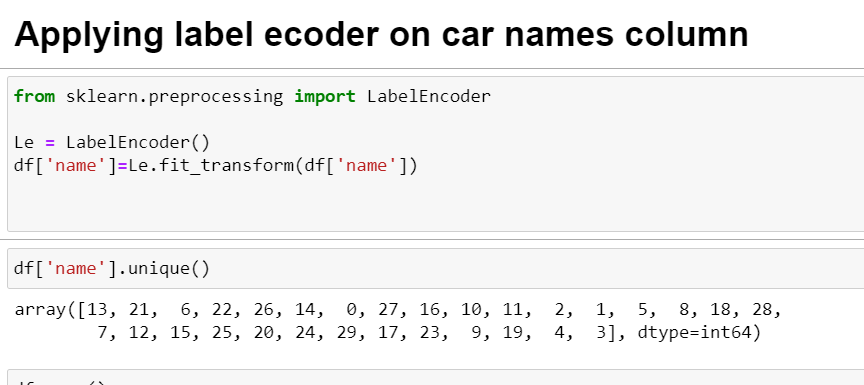 Applying label ecoder on car names column
from sklearn.preprocessing import LabelEncoder
Le = LabelEncoder()
df['name']=Le.fit_transform(df['name'])
df['name'].unique()
array([13, 21,  6, 22, 26, 14,  0, 27, 16, 10, 11,  2,  1,  5,  8, 18, 28,
        7, 12, 15, 25, 20, 24, 29, 17, 23,  9, 19,  4,  3], dtype=int64)